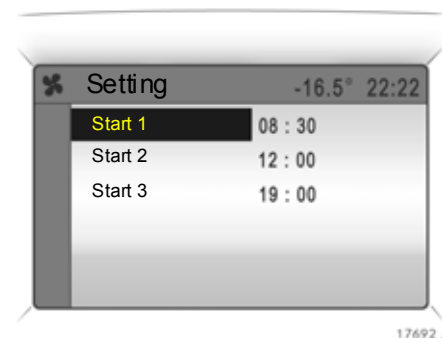 Setting -16.5° 22:22
Start 1 08 : 30
Start 2 12 : 00
Start 3 19 : 00
17692